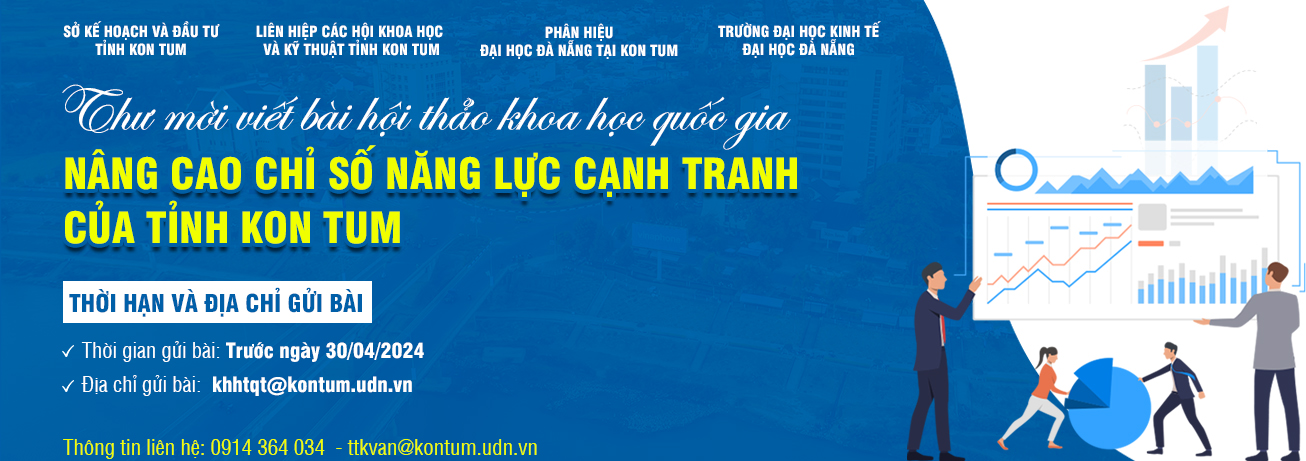 SỞ KẾ HOẠCH VÀ ĐẦU TƯ
TỈNH KON TUM
LIÊN HIỆP CÁC HỘI KHOA HỌC
VÀ KỸ THUẬT TỈNH KON TUM
PHÂN HIỆU
ĐẠI HỌC ĐÀ NẴNG TẠI KON TUM
TRƯỜNG ĐẠI HỌC KINH TẾ
ĐẠI HỌC ĐÀ NẴNG
Thư mời viết bài hội thảo khoa học quốc gia
NÂNG CAO CHỈ SỐ NĂNG LỰC CẠNH TRANH
CỦA TỈNH KON TUM
THỜI HẠN VÀ ĐỊA CHỈ GỬI BÀI
✓ Thời gian gửi bài: Trước ngày 30/04/2024
✓ Địa chỉ gửi bài: khhtqt@kontum.udn.vn
Thông tin liên hệ: 0914 364 034 - ttkvan@kontum.udn.vn